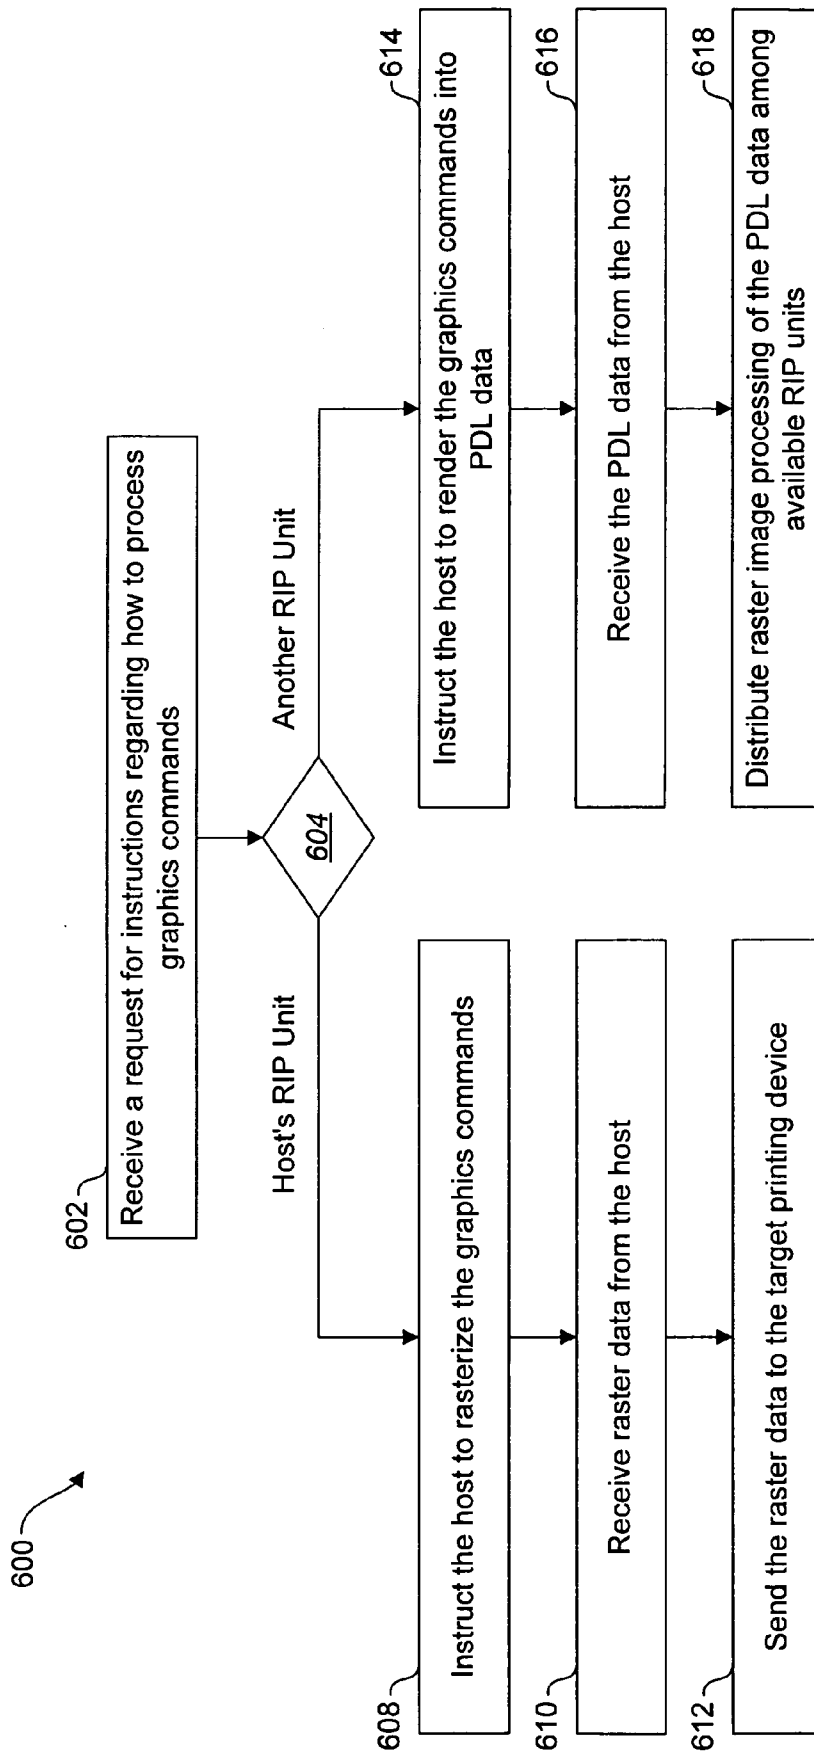 600
602
Receive a request for instructions regarding how to process
graphics commands
604
Host's RIP Unit
Another RIP Unit
608
Instruct the host to rasterize the graphics commands
610
Receive raster data from the host
612
Send the raster data to the target printing device
614
Instruct the host to render the graphics commands into
PDL data
616
Receive the PDL data from the host
618
Distribute raster image processing of the PDL data among
available RIP units